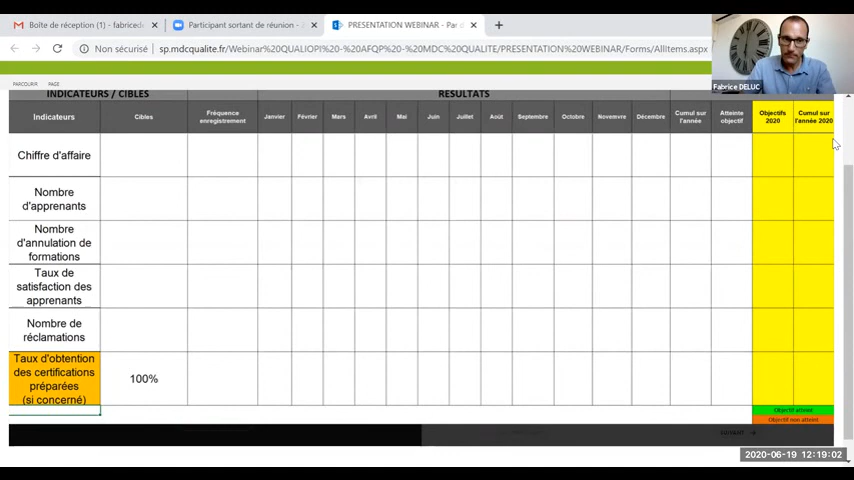 Boîte de réception (1) - fabricede
Participant sortant de réunion - Z
PRESENTATION WEBINAR - Par d
Non sécurisé
sp.mdcqualite.fr/Webinar%20QUALIOPI%20-%20AFQP%20-%20MDC%20QUALITE/PRESENTATION%20WEBINAR/Forms/AllItems.aspx
Fabrice DELUC
PARCOURIR PAGE
INDICATEURS / CIBLES
RESULTATS
Indicateurs
Cibles
Fréquence
enregistrement
Janvier
Février
Mars
Avril
Mai
Juin
Juillet
Août
Septembre
Octobre
Novemvre
Décembre
Cumul sur
l'année
Atteinte
objectif
Objectifs
2020
Cumul sur
l'année 2020
Chiffre d'affaire
Nombre
d'apprenants
Nombre
d'annulation de
formations
Taux de
satisfaction des
apprenants
Nombre de
réclamations
Taux d'obtention
des certifications
préparées
(si concerné)
100%
Objectif atteint
Objectif non atteint
SUIVANT
2020-06-19 12:19:02